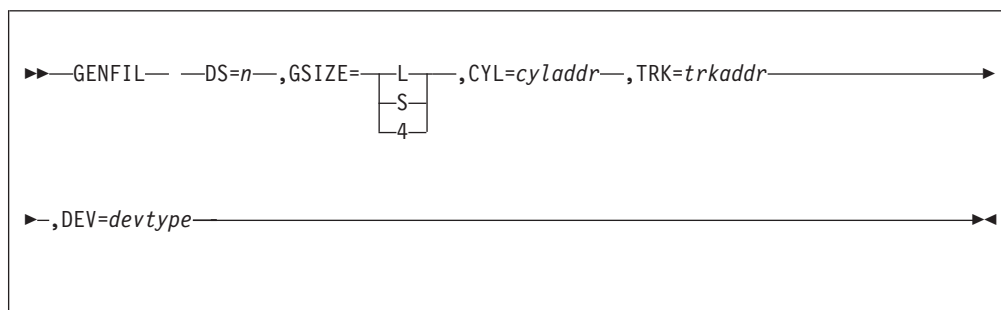 ►►—GENFIL— —DS=n—,GSIZE=—L—,CYL=cyladdr—,TRK=trkaddr—►
S
4
►—,DEV=devtype—►◄